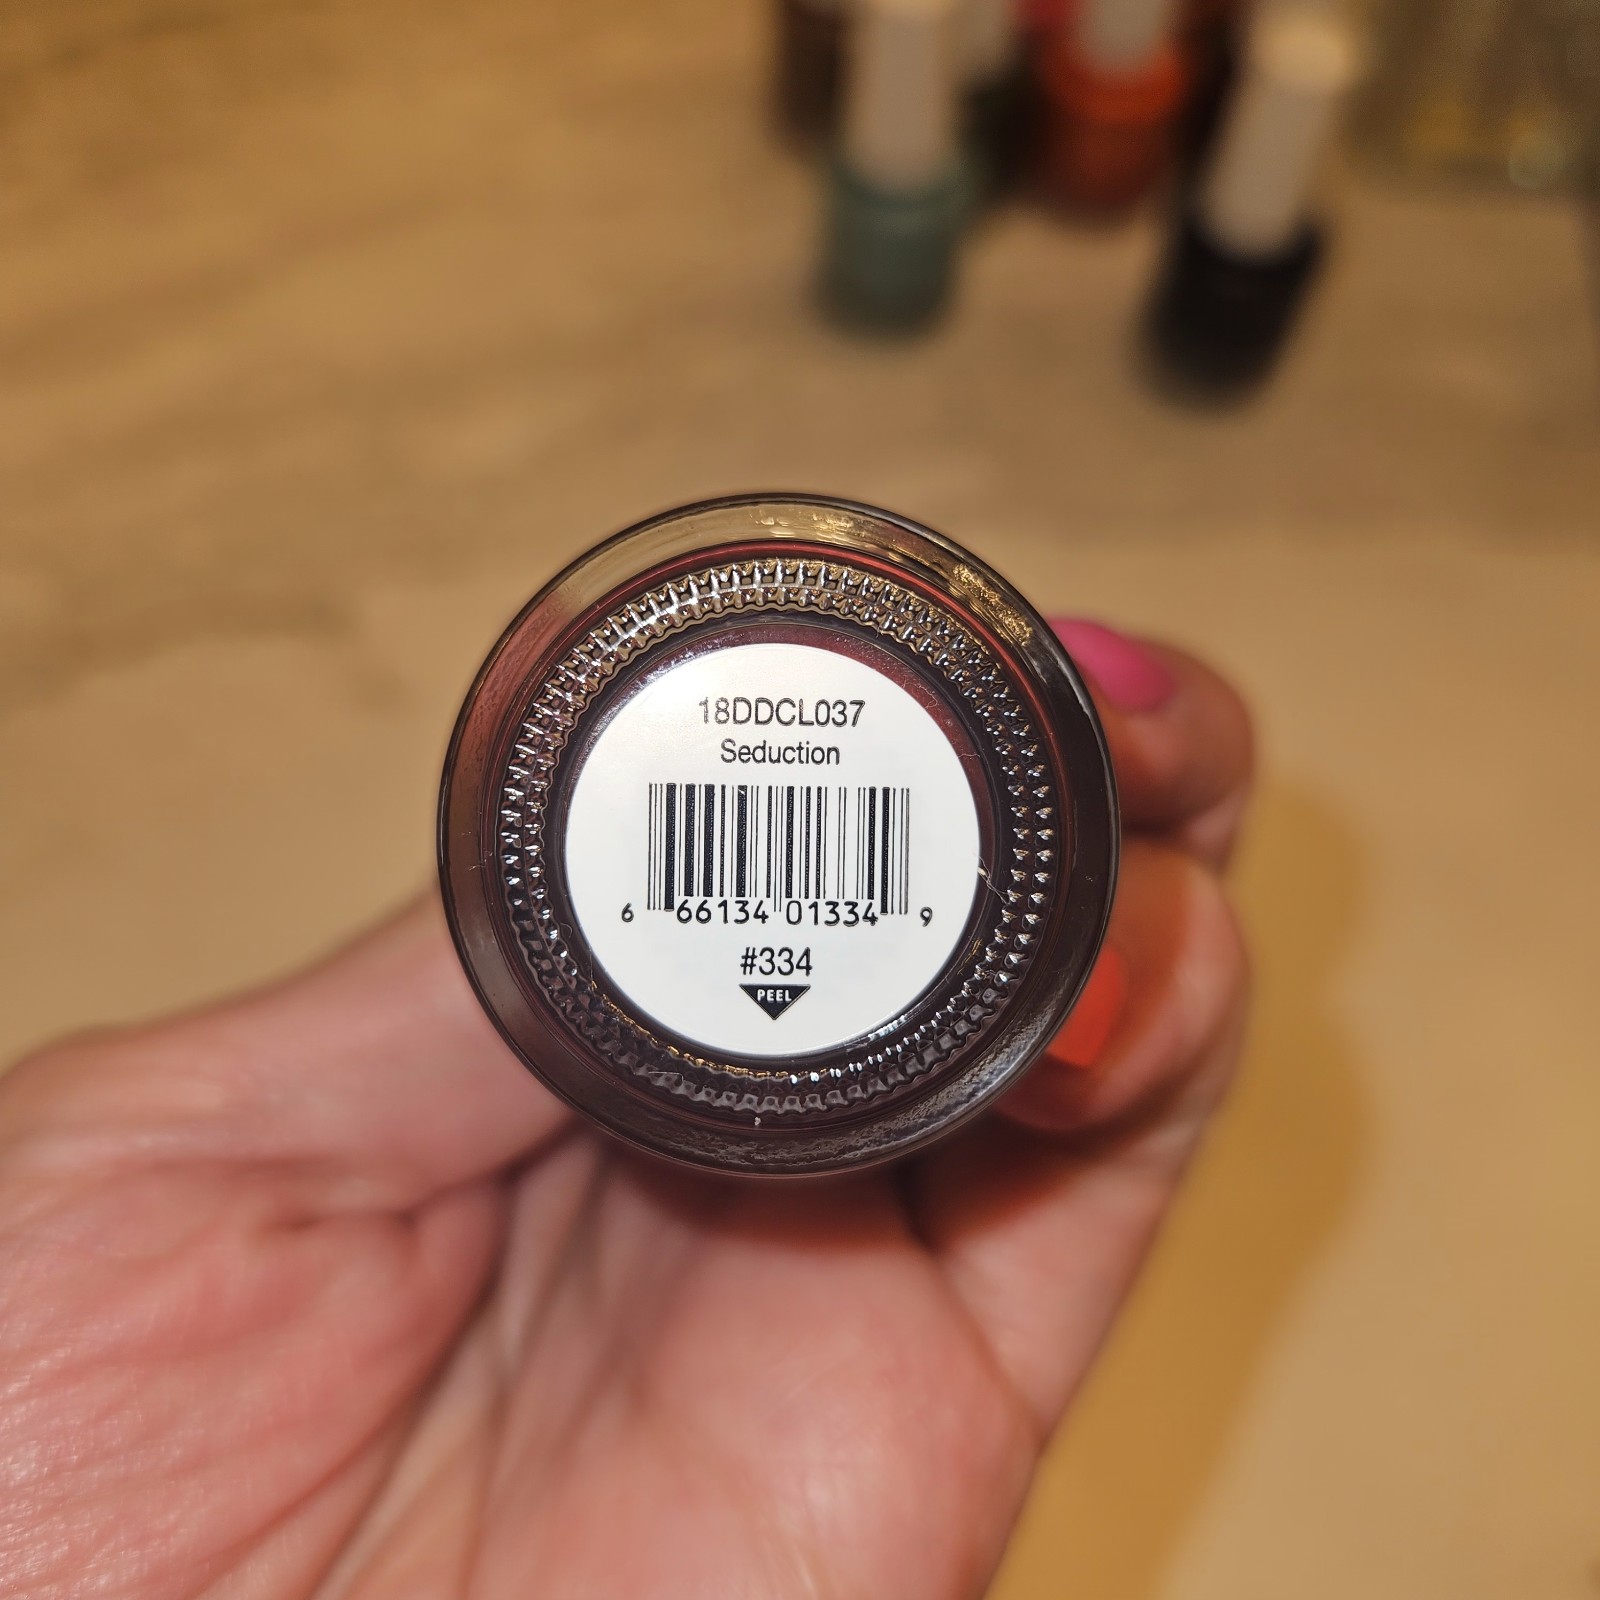 18DDCL037
Seduction
6 66134 01334 9
#334
PEEL